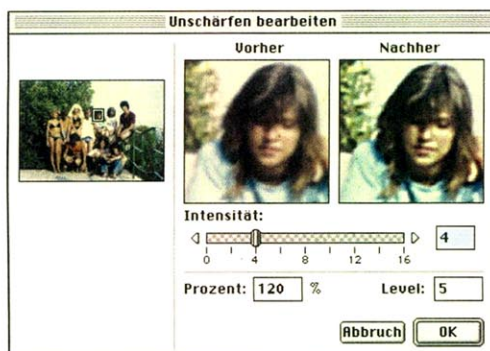 Unschärfen bearbeiten
Vorher Nachher
Intensität:
4
0 4 8 12 16
Prozent: 120 % Level: 5
Abbruch OK